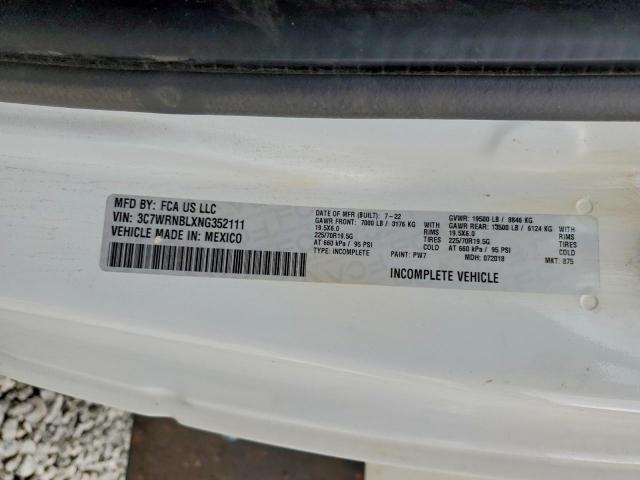 MFD BY: FCA US LLC
VIN: 3C7WRNBLXNG352111
VEHICLE MADE IN: MEXICO
DATE OF MFR (BUILT): 7-22
GAWR FRONT: 7000 LB / 3176 KG WITH
19.5X6.0 RIMS
225/70R19.5G TIRES
AT 660 kPa / 95 PSI COLD
TYPE: INCOMPLETE PAINT: PW7
GVWR: 19500 LB / 8846 KG
GAWR REAR: 13500 LB / 6124 KG WITH
19.5X6.0 RIMS
225/70R19.5G TIRES
AT 660 kPa / 95 PSI COLD
MDH: 072018 MKT: 875
INCOMPLETE VEHICLE